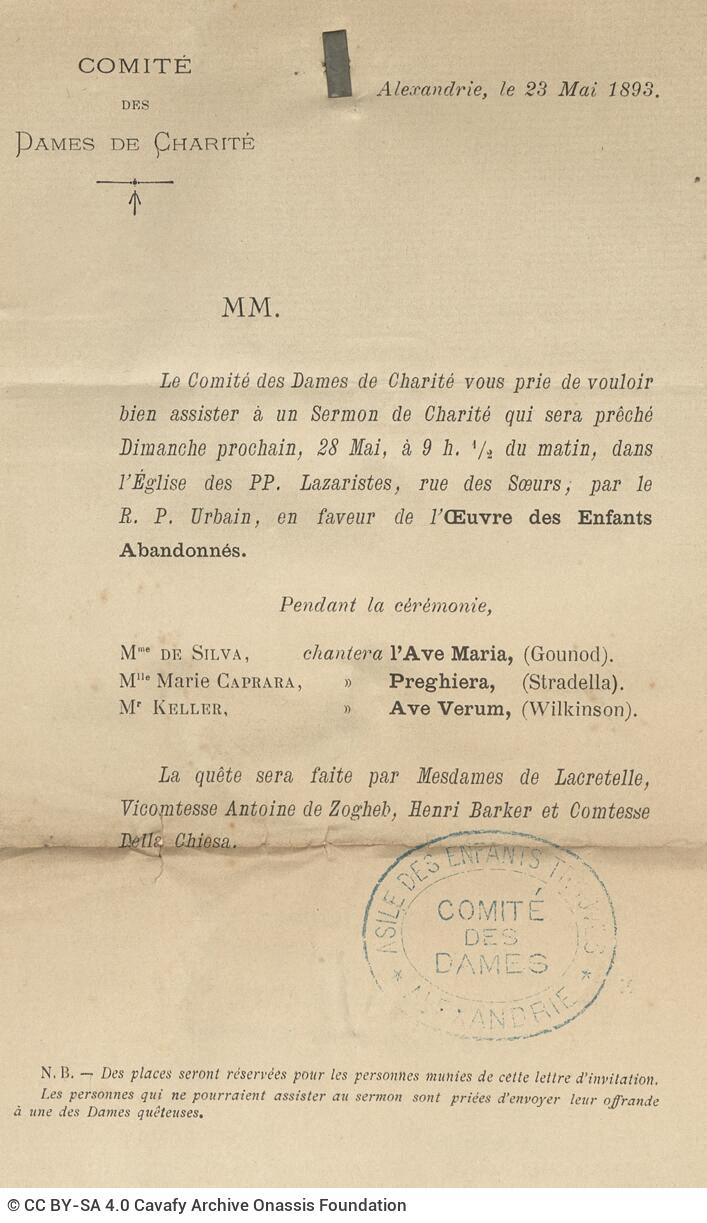 COMITÉ
DES
DAMES DE CHARITÉ
Alexandrie, le 23 Mai 1893.
MM.
Le Comité des Dames de Charité vous prie de vouloir
bien assister à un Sermon de Charité qui sera prêché
Dimanche prochain, 28 Mai, à 9 h. 1/2 du matin, dans
l'Église des PP. Lazaristes, rue des Sœurs, par le
R. P. Urbain, en faveur de l'Œuvre des Enfants
Abandonnés.
Pendant la cérémonie,
Mme DE SILVA, chantera l'Ave Maria, (Gounod).
Mlle Marie CAPRARA, » Preghiera, (Stradella).
Mr KELLER, » Ave Verum, (Wilkinson).
La quête sera faite par Mesdames de Lacretelle,
Vicomtesse Antoine de Zogheb, Henri Barker et Comtesse
Della Chiesa.
ASILE DES ENFANTS
COMITÉ
DES
DAMES
* ALEXANDRIE *
N. B. — Des places seront réservées pour les personnes munies de cette lettre d'invitation.
Les personnes qui ne pourraient assister au sermon sont priées d'envoyer leur offrande
à une des Dames quêteuses.
© CC BY-SA 4.0 Cavafy Archive Onassis Foundation